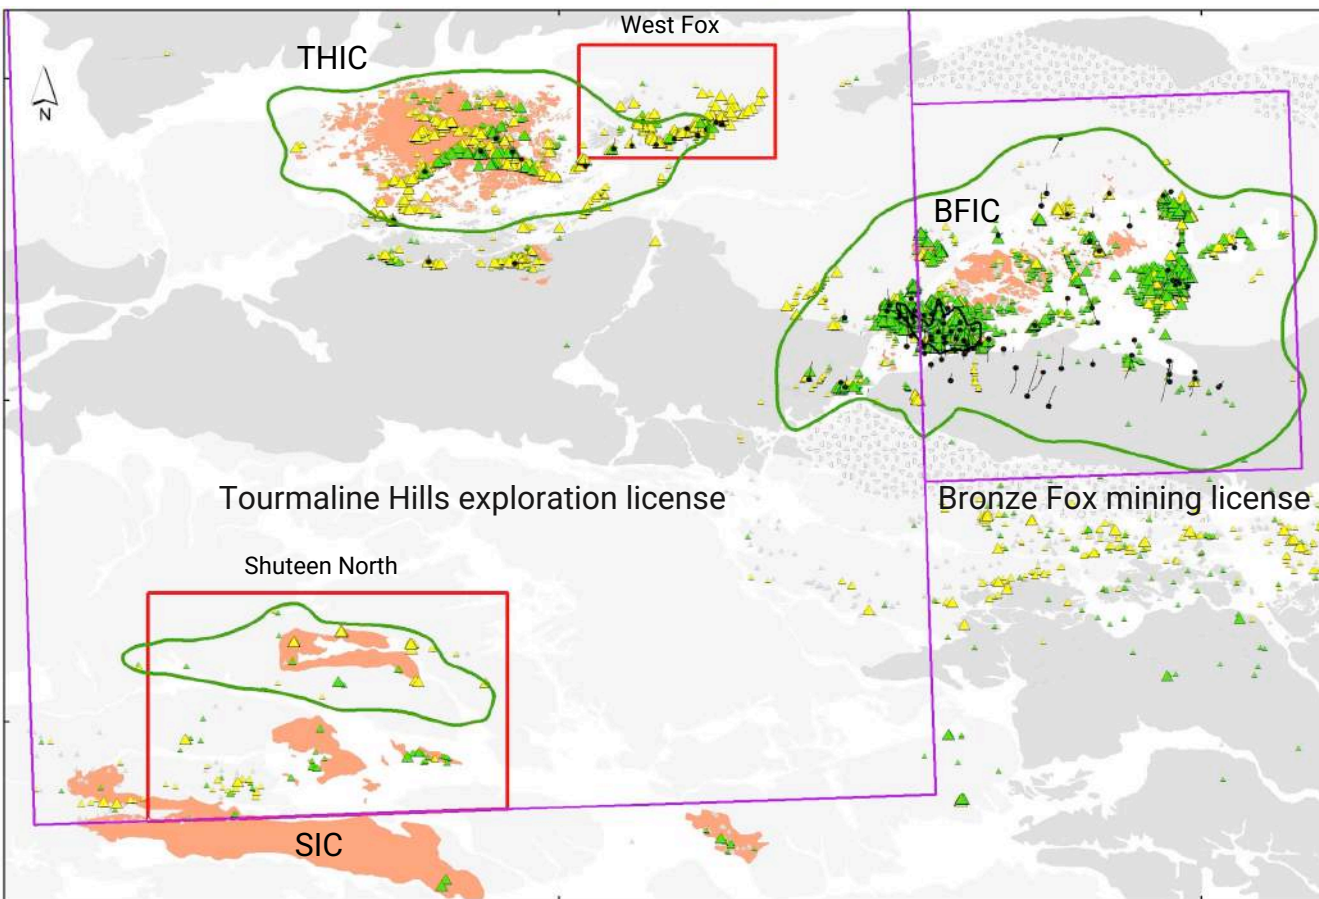 West Fox
THIC
N
BFIC
Tourmaline Hills exploration license
Bronze Fox mining license
Shuteen North
SIC